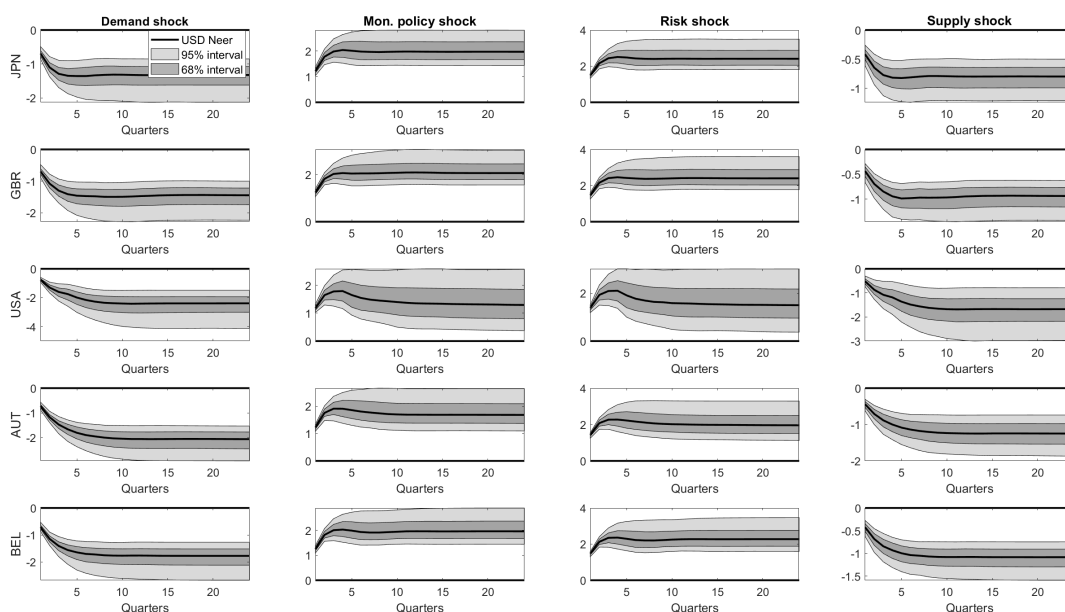 Demand shock Mon. policy shock Risk shock Supply shock
USD Neer
95% interval
68% interval
JPN
0
-1
-2
5 10 15 20
Quarters
2
1
0
5 10 15 20
Quarters
3
2
1
0
5 10 15 20
Quarters
0
-0.5
-1
5 10 15 20
Quarters
GBR
0
-1
-2
5 10 15 20
Quarters
2
0
5 10 15 20
Quarters
4
2
0
5 10 15 20
Quarters
0
-0.5
-1
5 10 15 20
Quarters
USA
0
-2
-4
5 10 15 20
Quarters
2
1
0
5 10 15 20
Quarters
2
0
5 10 15 20
Quarters
0
-1
-2
-3
5 10 15 20
Quarters
AUT
0
-1
-2
5 10 15 20
Quarters
2
1
0
5 10 15 20
Quarters
4
2
0
5 10 15 20
Quarters
0
-1
-2
5 10 15 20
Quarters
BEL
0
-1
-2
5 10 15 20
Quarters
2
1
0
5 10 15 20
Quarters
4
2
0
5 10 15 20
Quarters
0
-0.5
-1
-1.5
5 10 15 20
Quarters